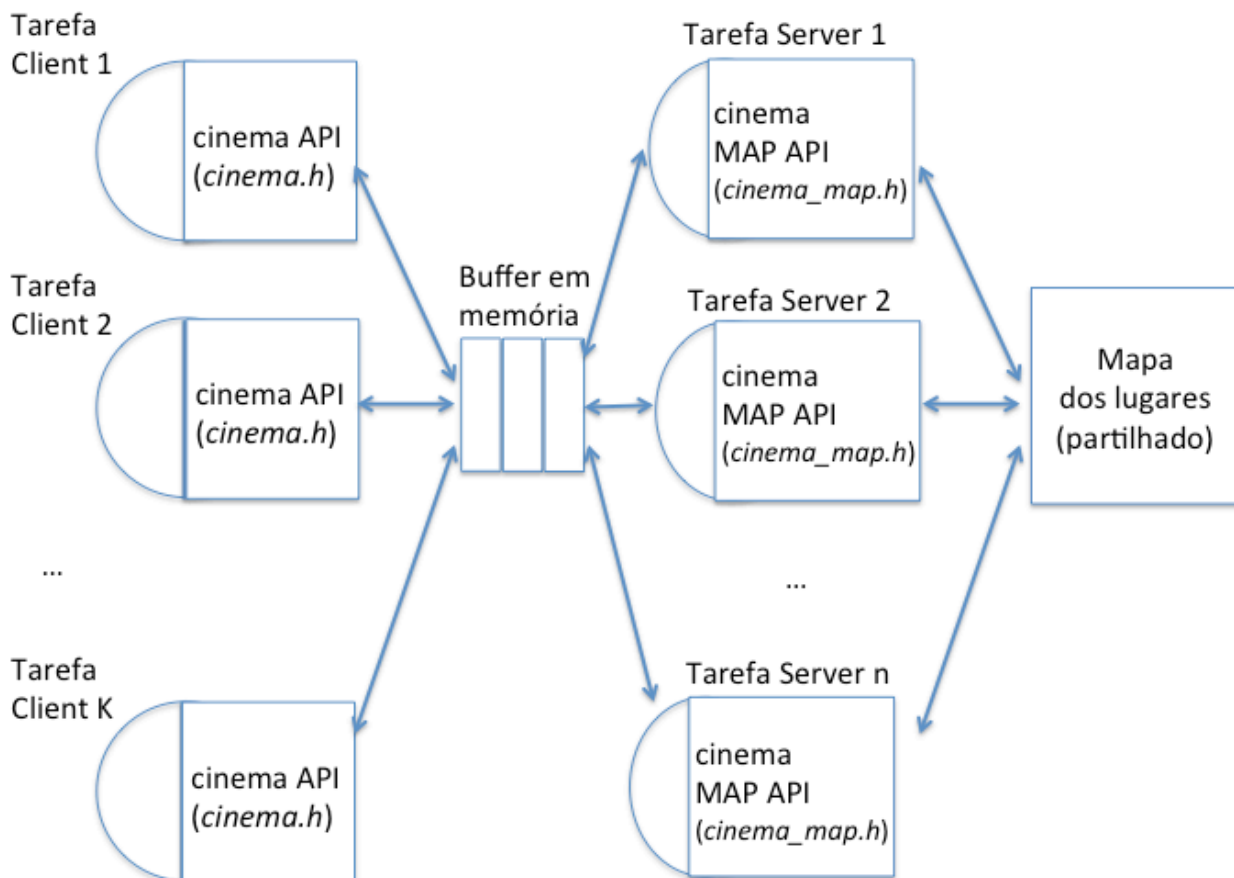 Tarefa
Client 1
cinema API
(cinema.h)
Tarefa Server 1
cinema
MAP API
(cinema_map.h)
Tarefa
Client 2
cinema API
(cinema.h)
Buffer em
memória
Tarefa Server 2
cinema
MAP API
(cinema_map.h)
Mapa
dos lugares
(partilhado)
...
...
Tarefa
Client K
cinema API
(cinema.h)
Tarefa Server n
cinema
MAP API
(cinema_map.h)